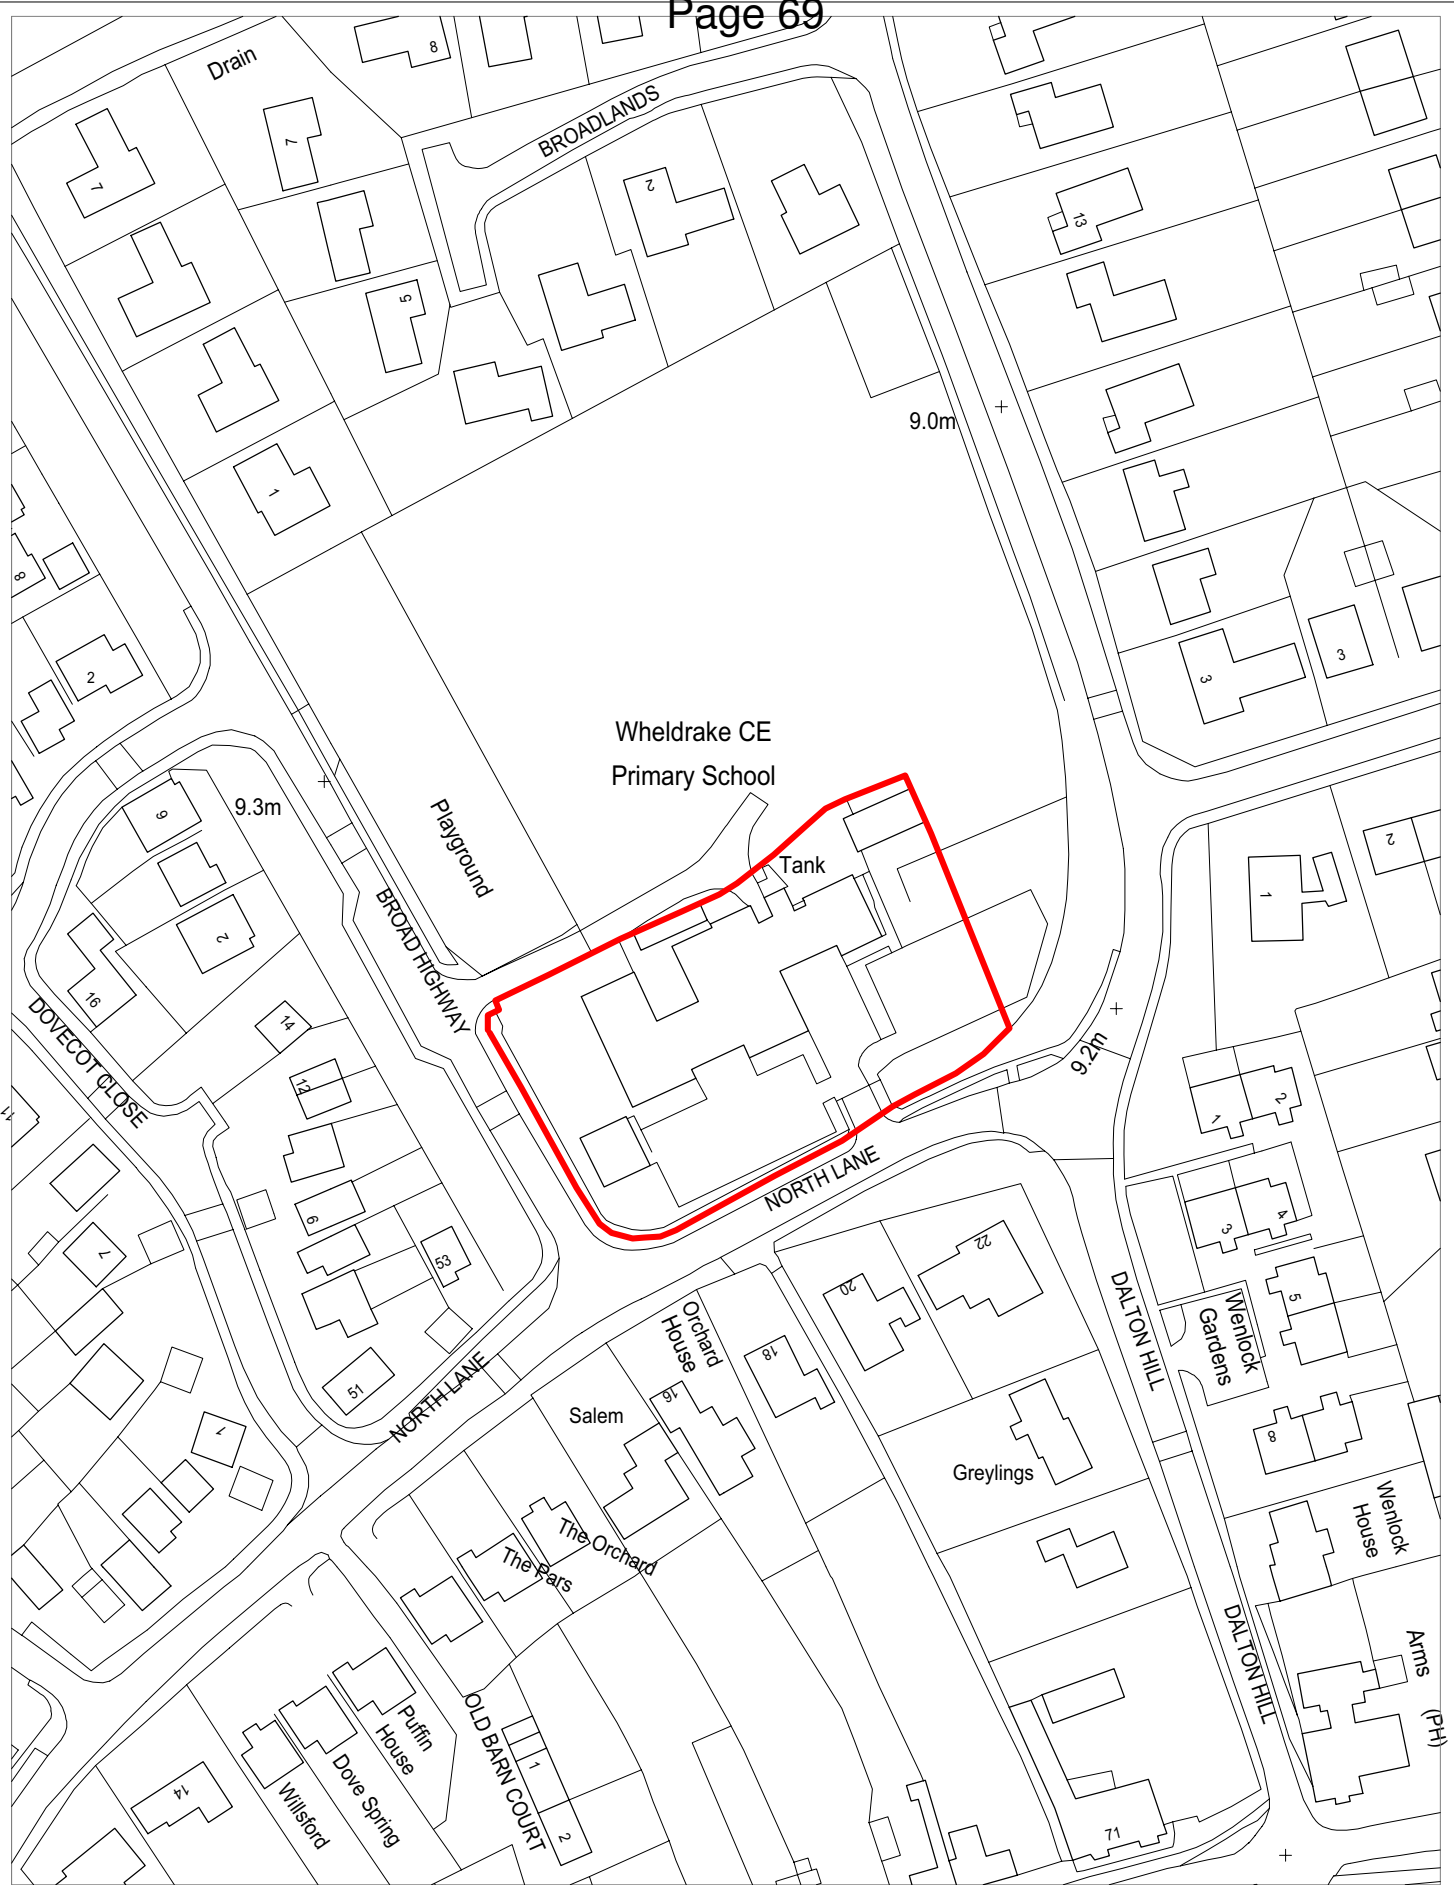 Page 69
Drain
8
BROADLANDS
7
7
2
13
5
9.0m
1
8
2
3
3
Wheldrake CE
Primary School
9.3m
9
Playground
Tank
2
1
2
BROAD HIGHWAY
16
DOVECOT CLOSE
14
12
11
9.2m
1
2
NORTH LANE
6
3
4
7
53
22
20
DALTON HILL
Wenlock
Gardens
5
Orchard
House
18
51
NORTH LANE
16
Salem
1
8
Greylings
Wenlock
House
The Orchard
The Pars
DALTON HILL
Arms
(PH)
Puffin
House
OLD BARN COURT
1
Dove Spring
14
Willsford
2
71